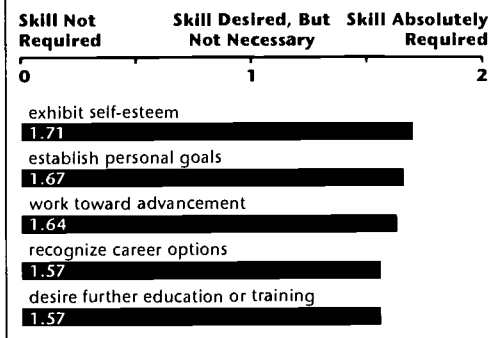 Skill Not Skill Desired, But Skill Absolutely
Required Not Necessary Required
0 1 2
exhibit self-esteem
1.71
establish personal goals
1.67
work toward advancement
1.64
recognize career options
1.57
desire further education or training
1.57